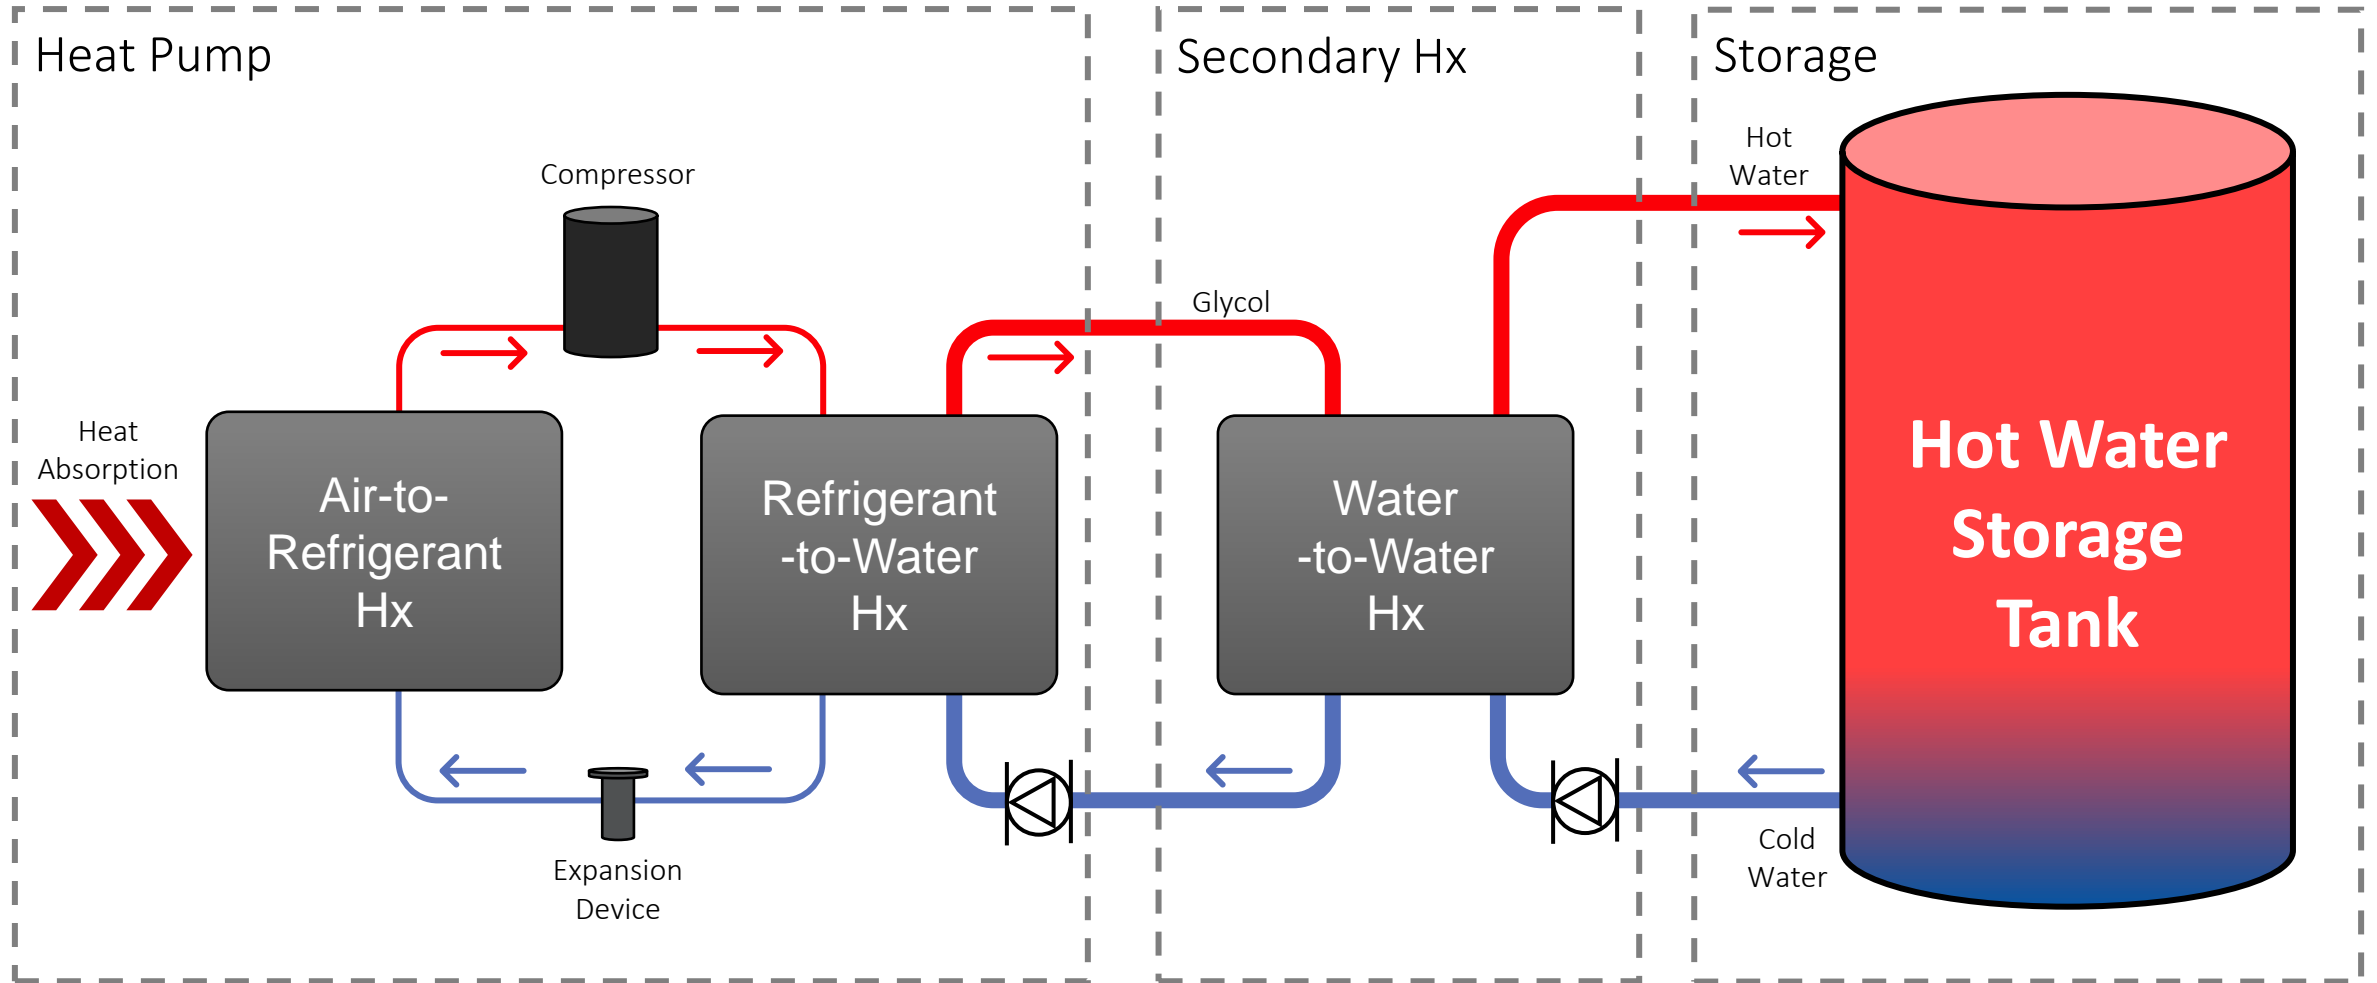 Heat Pump
Secondary Hx
Storage
Compressor
Hot
Water
Glycol
Heat
Absorption
Air-to-
Refrigerant
Hx
Refrigerant
-to-Water
Hx
Water
-to-Water
Hx
Hot Water
Storage
Tank
Expansion
Device
Cold
Water